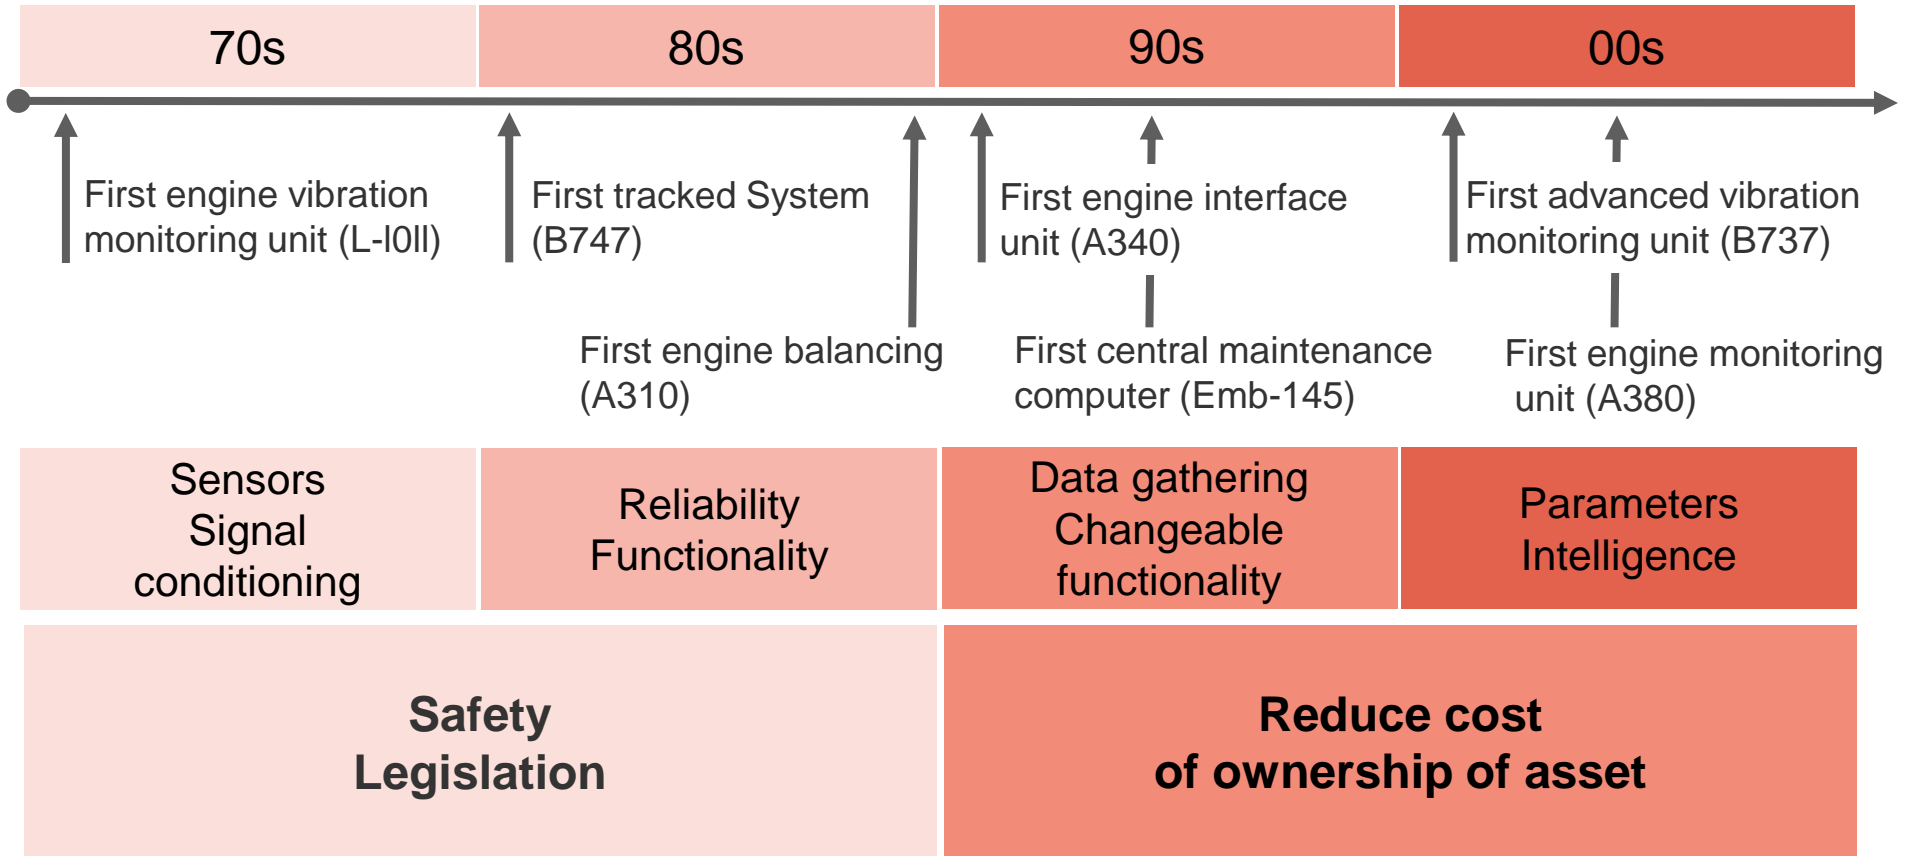 70s
80s
90s
00s
First engine vibration
monitoring unit (L-l0ll)
First tracked System
(B747)
First engine interface
unit (A340)
First advanced vibration
monitoring unit (B737)
First engine balancing
(A310)
First central maintenance
computer (Emb-145)
First engine monitoring
unit (A380)
Sensors
Signal
conditioning
Reliability
Functionality
Data gathering
Changeable
functionality
Parameters
Intelligence
Safety
Legislation
Reduce cost
of ownership of asset